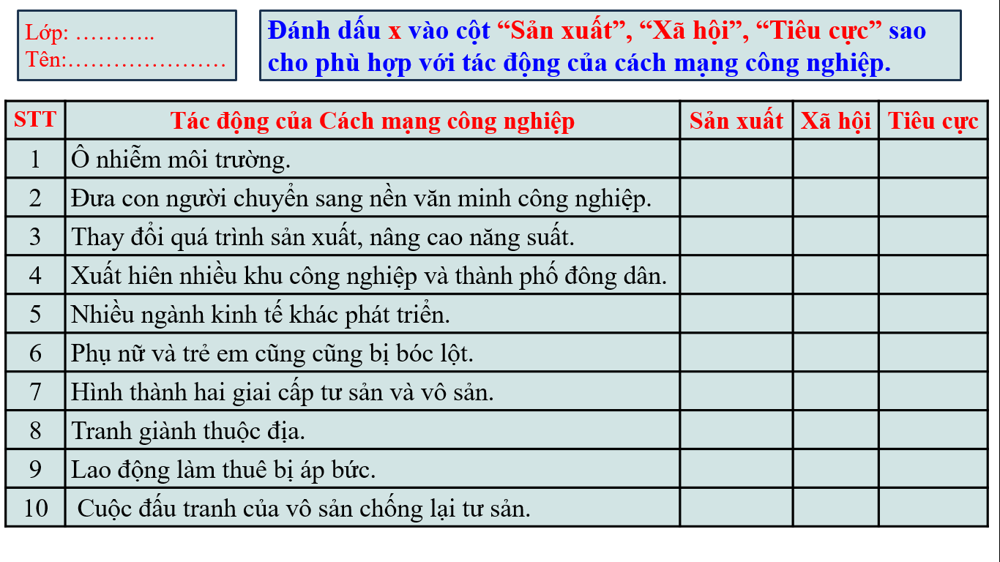 Lớp: ………..
Tên:…………………
Đánh dấu x vào cột “Sản xuất”, “Xã hội”, “Tiêu cực” sao
cho phù hợp với tác động của cách mạng công nghiệp.
STT Tác động của Cách mạng công nghiệp Sản xuất Xã hội Tiêu cực
1 Ô nhiễm môi trường.
2 Đưa con người chuyển sang nền văn minh công nghiệp.
3 Thay đổi quá trình sản xuất, nâng cao năng suất.
4 Xuất hiên nhiều khu công nghiệp và thành phố đông dân.
5 Nhiều ngành kinh tế khác phát triển.
6 Phụ nữ và trẻ em cũng cũng bị bóc lột.
7 Hình thành hai giai cấp tư sản và vô sản.
8 Tranh giành thuộc địa.
9 Lao động làm thuê bị áp bức.
10 Cuộc đấu tranh của vô sản chống lại tư sản.